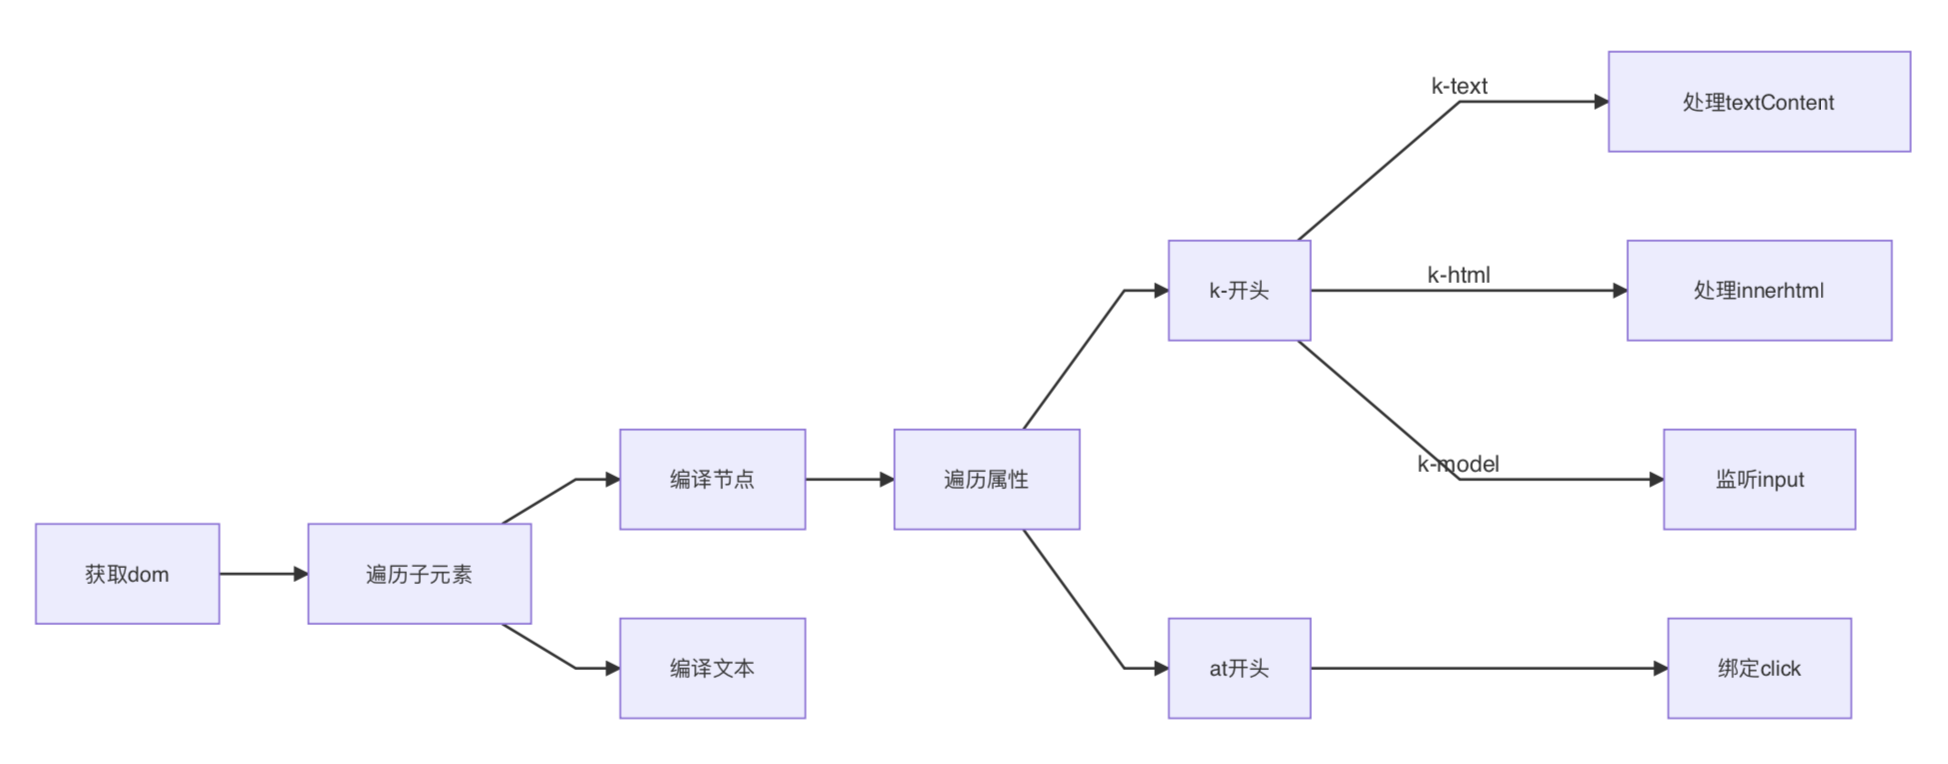 k-text
处理textContent
k-html
k-开头
处理innerhtml
k-model
编译节点
遍历属性
监听input
获取dom
遍历子元素
编译文本
at开头
绑定click